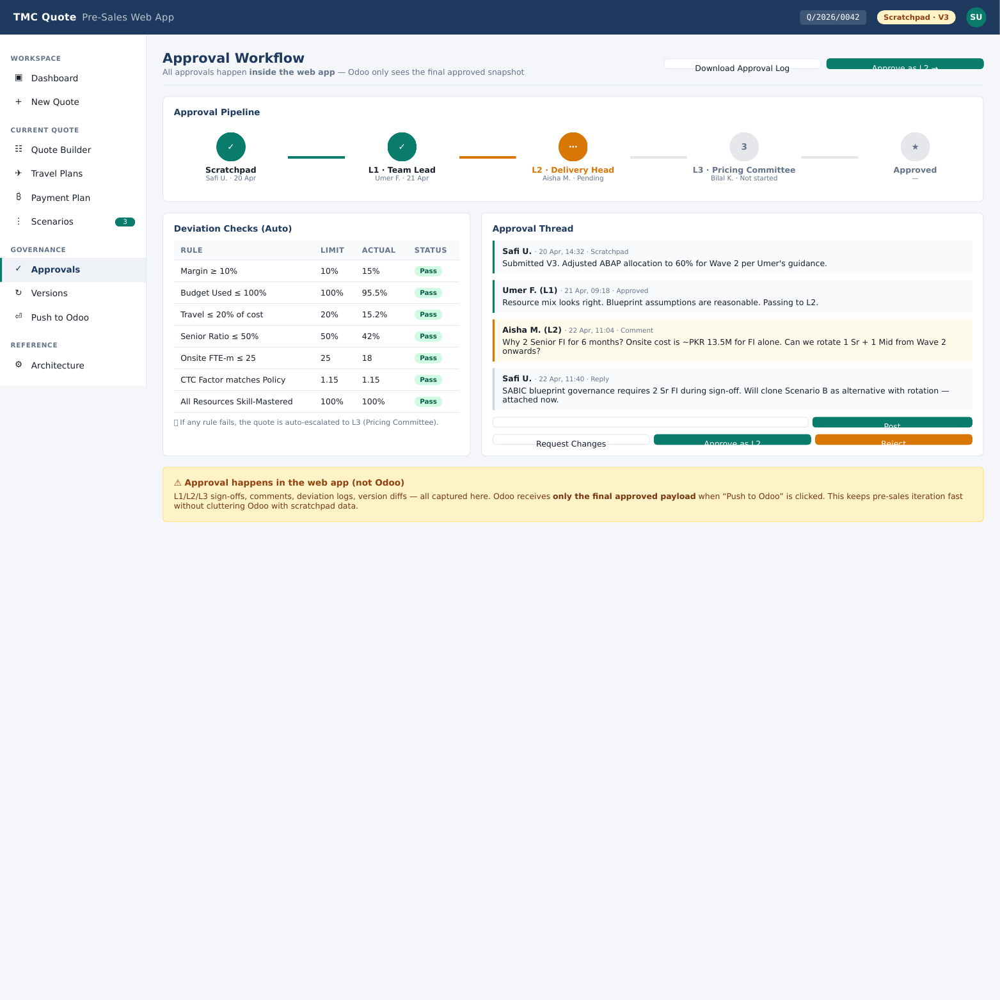 TMC Quote Pre-Sales Web App
Q/2026/0042
Scratchpad · V3
SU
WORKSPACE
▣ Dashboard
+ New Quote
CURRENT QUOTE
☷ Quote Builder
✈ Travel Plans
₿ Payment Plan
⋮ Scenarios 3
GOVERNANCE
✓ Approvals
↻ Versions
⏎ Push to Odoo
REFERENCE
⚙ Architecture
Approval Workflow
All approvals happen inside the web app — Odoo only sees the final approved snapshot
Download Approval Log
Approve as L2 →
Approval Pipeline
✓
Scratchpad
Safi U. · 20 Apr
✓
L1 · Team Lead
Umer F. · 21 Apr
⋯
L2 · Delivery Head
Aisha M. · Pending
3
L3 · Pricing Committee
Bilal K. · Not started
★
Approved
—
Deviation Checks (Auto)
RULE LIMIT ACTUAL STATUS
Margin ≥ 10% 10% 15% Pass
Budget Used ≤ 100% 100% 95.5% Pass
Travel ≤ 20% of cost 20% 15.2% Pass
Senior Ratio ≤ 50% 50% 42% Pass
Onsite FTE-m ≤ 25 25 18 Pass
CTC Factor matches Policy 1.15 1.15 Pass
All Resources Skill-Mastered 100% 100% Pass
If any rule fails, the quote is auto-escalated to L3 (Pricing Committee).
Approval Thread
Safi U. · 20 Apr, 14:32 · Scratchpad
Submitted V3. Adjusted ABAP allocation to 60% for Wave 2 per Umer's guidance.
Umer F. (L1) · 21 Apr, 09:18 · Approved
Resource mix looks right. Blueprint assumptions are reasonable. Passing to L2.
Aisha M. (L2) · 22 Apr, 11:04 · Comment
Why 2 Senior FI for 6 months? Onsite cost is ~PKR 13.5M for FI alone. Can we rotate 1 Sr + 1 Mid from Wave 2
onwards?
Safi U. · 22 Apr, 11:40 · Reply
SABIC blueprint governance requires 2 Sr FI during sign-off. Will clone Scenario B as alternative with rotation —
attached now.
Post
Request Changes
Approve as L2
Reject
⚠ Approval happens in the web app (not Odoo)
L1/L2/L3 sign-offs, comments, deviation logs, version diffs — all captured here. Odoo receives only the final approved payload when “Push to Odoo” is clicked. This keeps pre-sales iteration fast
without cluttering Odoo with scratchpad data.